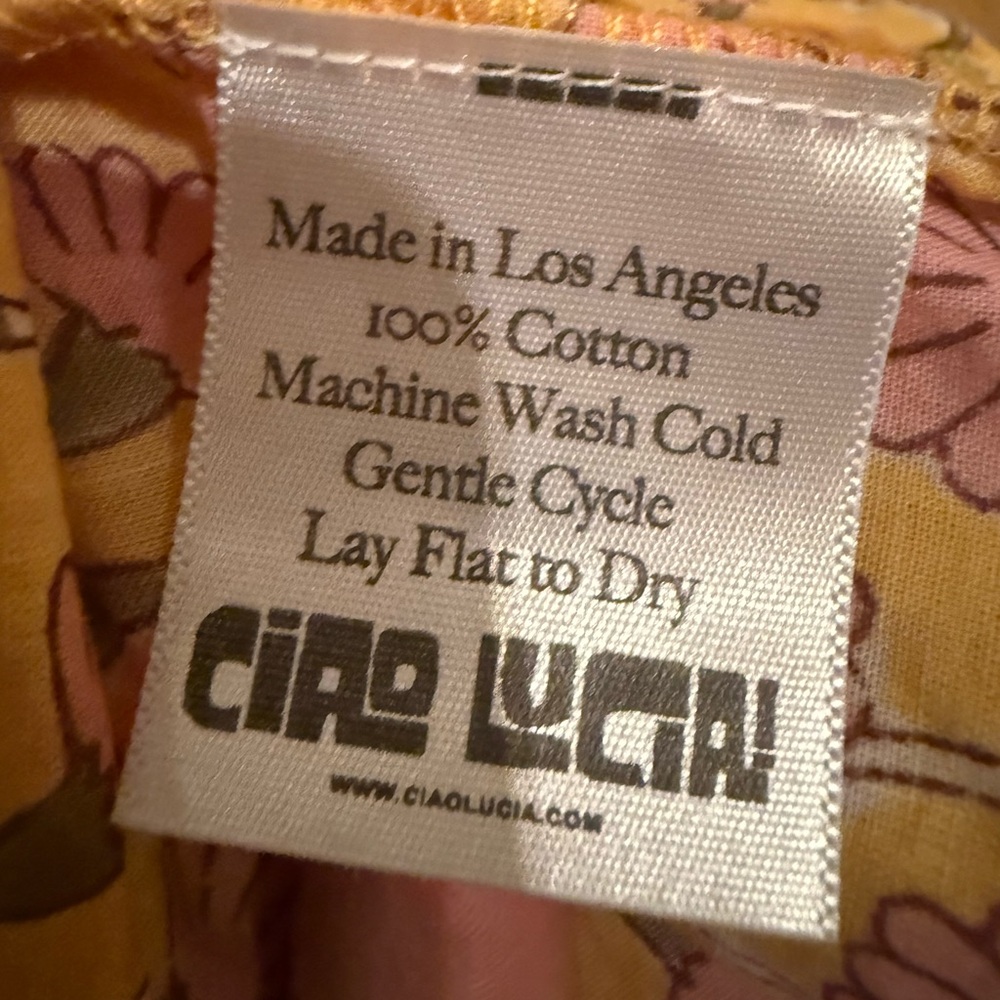 Made in Los Angeles
100% Cotton
Machine Wash Cold
Gentle Cycle
Lay Flat to Dry
CIAO LUCIA!
WWW.CIAOLUCIA.COM